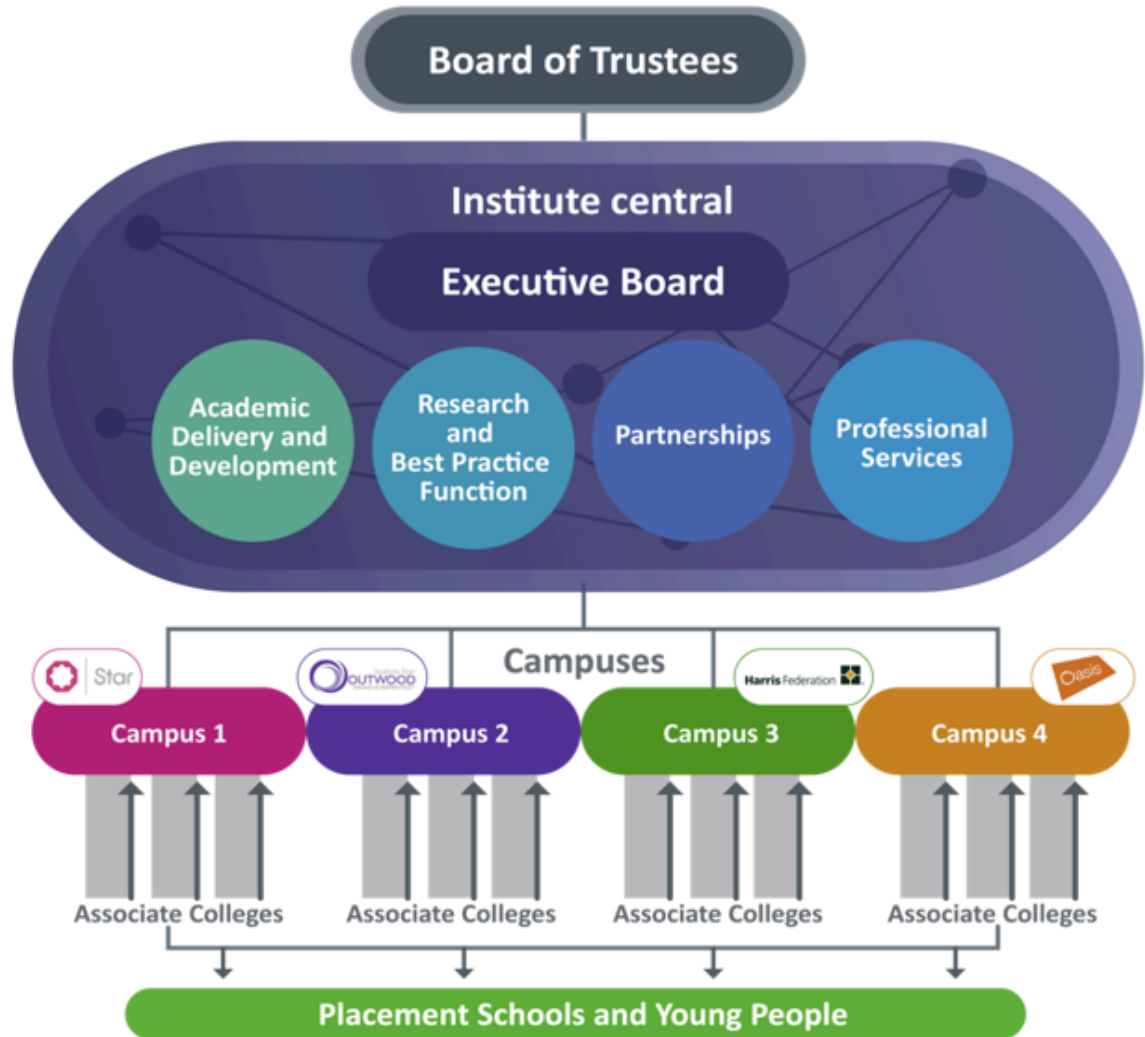 Board of Trustees
Institute central
Executive Board
Academic
Delivery and
Development
Research
and
Best Practice
Function
Partnerships
Professional
Services
Campuses
Star
OUTWOOD
Harris Federation
Oasis
Campus 1
Campus 2
Campus 3
Campus 4
Associate Colleges
Associate Colleges
Associate Colleges
Associate Colleges
Placement Schools and Young People